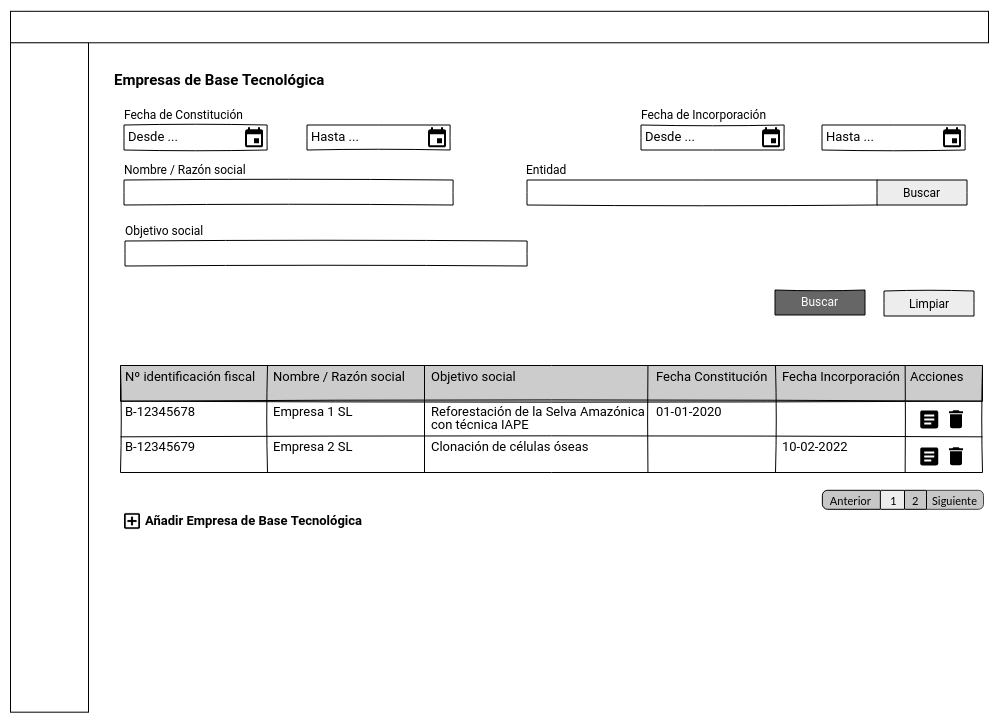 Empresas de Base Tecnológica
Fecha de Constitución
Fecha de Incorporación
Desde ...
Hasta ...
Desde ...
Hasta ...
Nombre / Razón social
Entidad
Buscar
Objetivo social
Buscar
Limpiar
Nº identificación fiscal
Nombre / Razón social
Objetivo social
Fecha Constitución
Fecha Incorporación
Acciones
B-12345678
Empresa 1 SL
Reforestación de la Selva Amazónica
con técnica IAPE
01-01-2020
B-12345679
Empresa 2 SL
Clonación de células óseas
10-02-2022
Anterior
1
2
Siguiente
Añadir Empresa de Base Tecnológica